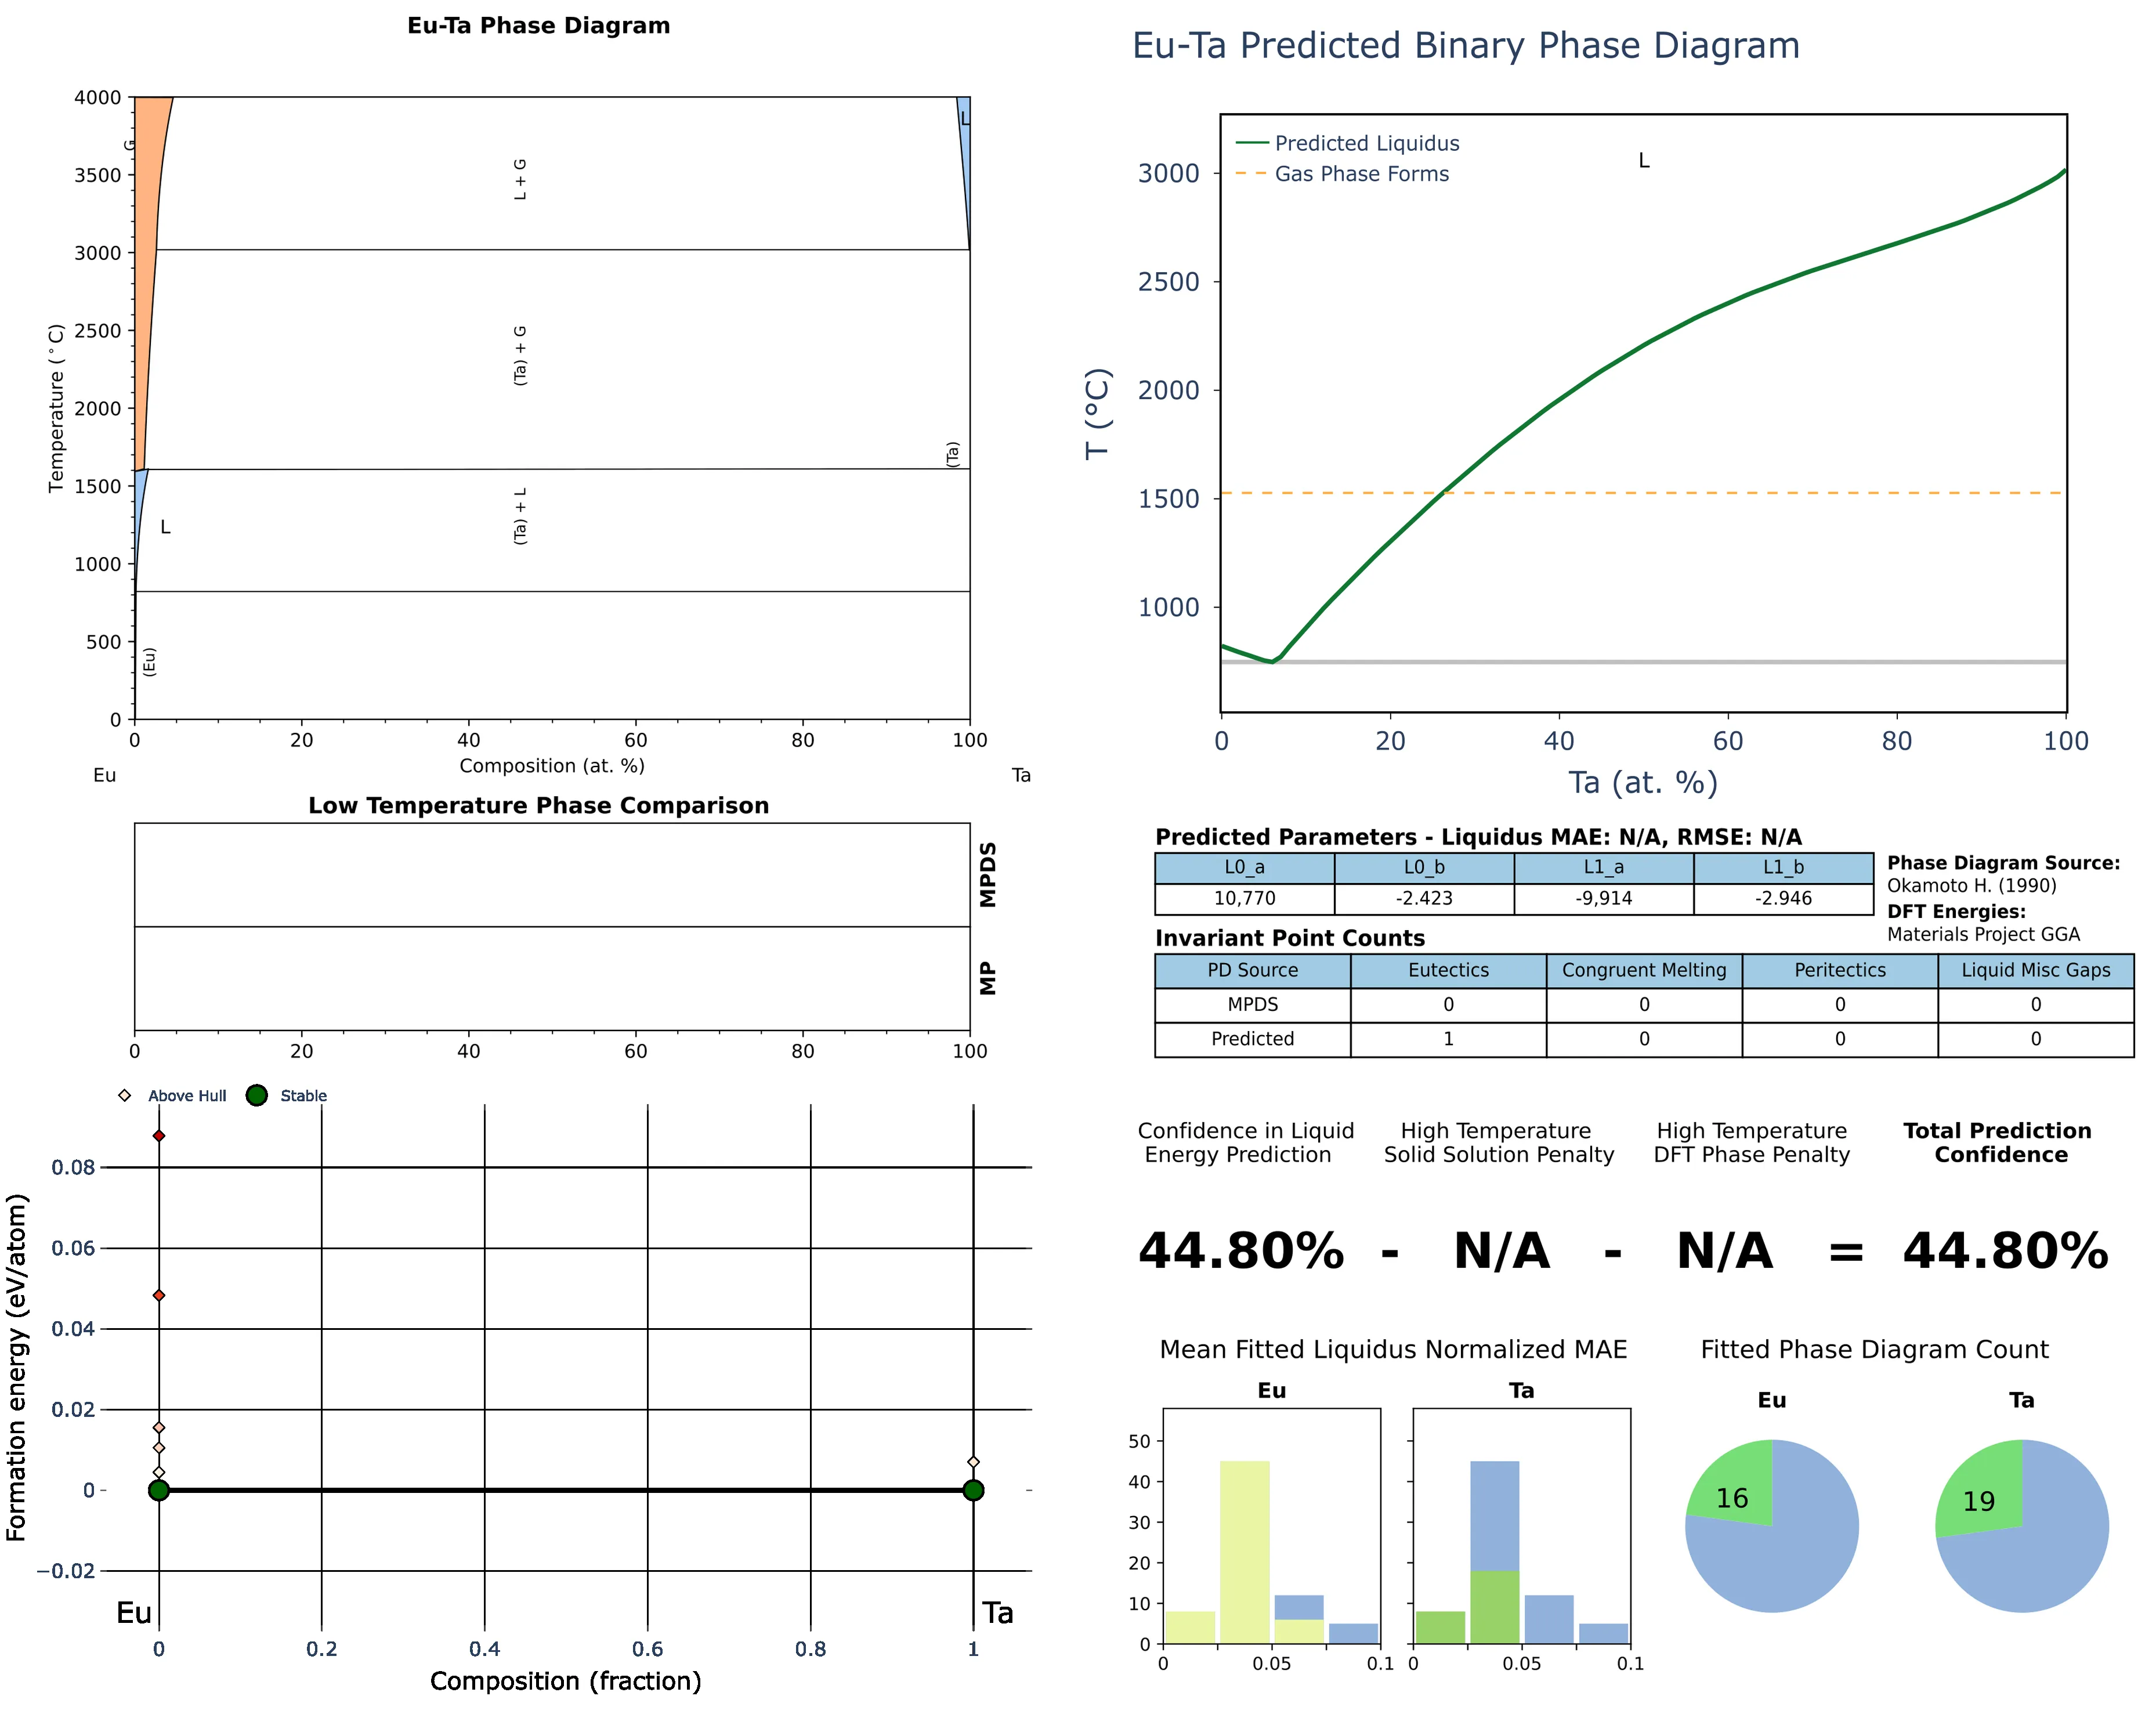 Eu-Ta Phase Diagram
4000
3500
3000
2500
2000
1500
1000
500
0
Temperature (°C)
G
L + G
L
(Ta) + G
(Ta)
(Ta) + L
L
(Eu)
0 20 40 60 80 100
Composition (at. %)
Eu Ta
Low Temperature Phase Comparison
MPDS
MP
0 20 40 60 80 100
Above Hull Stable
0.08
0.06
0.04
0.02
0
−0.02
Formation energy (eV/atom)
Eu Ta
0 0.2 0.4 0.6 0.8 1
Composition (fraction)
Eu-Ta Predicted Binary Phase Diagram
Predicted Liquidus
Gas Phase Forms
L
3000
2500
2000
1500
1000
T (°C)
0 20 40 60 80 100
Ta (at. %)
Predicted Parameters - Liquidus MAE: N/A, RMSE: N/A
L0_a L0_b L1_a L1_b
10,770 -2.423 -9,914 -2.946
Phase Diagram Source:
Okamoto H. (1990)
DFT Energies:
Materials Project GGA
Invariant Point Counts
PD Source Eutectics Congruent Melting Peritectics Liquid Misc Gaps
MPDS 0 0 0 0
Predicted 1 0 0 0
Confidence in Liquid
Energy Prediction
High Temperature
Solid Solution Penalty
High Temperature
DFT Phase Penalty
Total Prediction
Confidence
44.80% - N/A - N/A = 44.80%
Mean Fitted Liquidus Normalized MAE
Eu Ta
50
40
30
20
10
0
0 0.05 0.1 0 0.05 0.1
Fitted Phase Diagram Count
Eu Ta
16 19